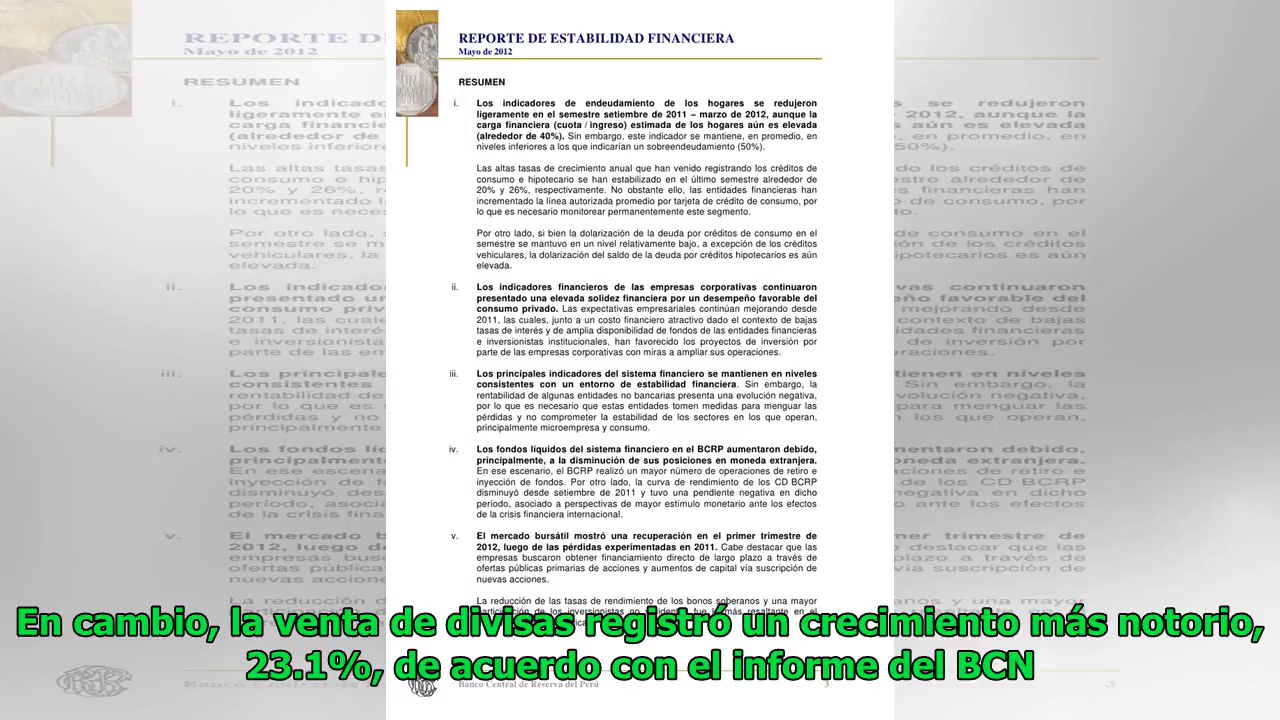 REPORTE DE ESTABILIDAD FINANCIERA
Mayo de 2012
RESUMEN
i. Los indicadores de endeudamiento de los hogares se redujeron
ligeramente en el semestre setiembre de 2011 – marzo de 2012, aunque la
carga financiera (cuota / ingreso) estimada de los hogares aún es elevada
(alrededor de 40%). Sin embargo, este indicador se mantiene, en promedio, en
niveles inferiores a los que indicarían un sobreendeudamiento (50%).
Las altas tasas de crecimiento anual que han venido registrando los créditos de
consumo e hipotecario se han estabilizado en el último semestre alrededor de
20% y 26%, respectivamente. No obstante ello, las entidades financieras han
incrementado la línea autorizada promedio por tarjeta de crédito de consumo, por
lo que es necesario monitorear permanentemente este segmento.
Por otro lado, si bien la dolarización de la deuda por créditos de consumo en el
semestre se mantuvo en un nivel relativamente bajo, a excepción de los créditos
vehiculares, la dolarización del saldo de la deuda por créditos hipotecarios es aún
elevada.
ii. Los indicadores financieros de las empresas corporativas continuaron
presentado una elevada solidez financiera por un desempeño favorable del
consumo privado. Las expectativas empresariales continúan mejorando desde
2011, las cuales, junto a un costo financiero atractivo dado el contexto de bajas
tasas de interés y de amplia disponibilidad de fondos de las entidades financieras
e inversionistas institucionales, han favorecido los proyectos de inversión por
parte de las empresas corporativas con miras a ampliar sus operaciones.
iii. Los principales indicadores del sistema financiero se mantienen en niveles
consistentes con un entorno de estabilidad financiera. Sin embargo, la
rentabilidad de algunas entidades no bancarias presenta una evolución negativa,
por lo que es necesario que estas entidades tomen medidas para menguar las
pérdidas y no comprometer la estabilidad de los sectores en los que operan,
principalmente microempresa y consumo.
iv. Los fondos líquidos del sistema financiero en el BCRP aumentaron debido,
principalmente, a la disminución de sus posiciones en moneda extranjera.
En ese escenario, el BCRP realizó un mayor número de operaciones de retiro e
inyección de fondos. Por otro lado, la curva de rendimiento de los CD BCRP
disminuyó desde setiembre de 2011 y tuvo una pendiente negativa en dicho
período, asociado a perspectivas de mayor estímulo monetario ante los efectos
de la crisis financiera internacional.
v. El mercado bursátil mostró una recuperación en el primer trimestre de
2012, luego de las pérdidas experimentadas en 2011. Cabe destacar que las
empresas buscaron obtener financiamiento directo de largo plazo a través de
ofertas públicas primarias de acciones y aumentos de capital vía suscripción de
nuevas acciones.
La reducción de las tasas de rendimiento de los bonos soberanos y una mayor
En cambio, la venta de divisas registró un crecimiento más notorio,
23.1%, de acuerdo con el informe del BCN
Banco Central de Reserva del Perú
3